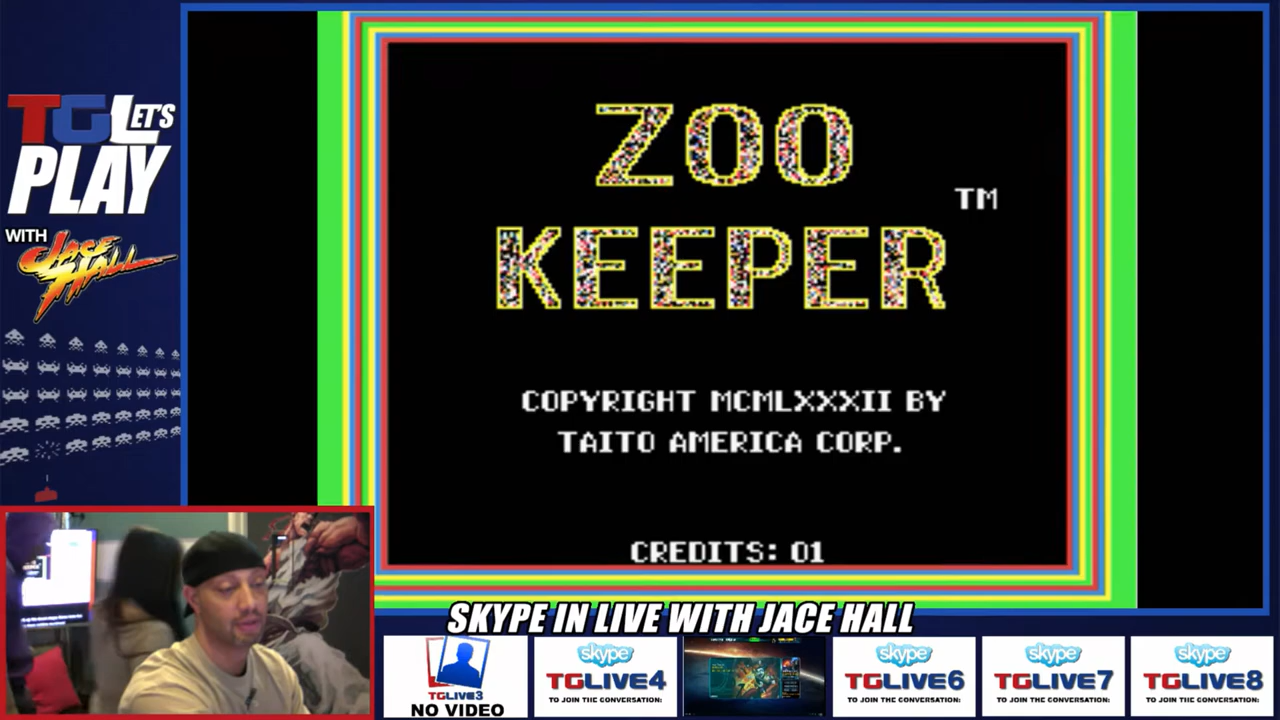 TGLET'S
PLAY
WITH
JACE
HALL
ZOO
KEEPER
TM
COPYRIGHT MCMLXXXII BY
TAITO AMERICA CORP.
CREDITS: 01
SKYPE IN LIVE WITH JACE HALL
TGLIVE3
NO VIDEO
skype
TGLIVE4
TO JOIN THE CONVERSATION:
skype
TGLIVE6
TO JOIN THE CONVERSATION:
skype
TGLIVE7
TO JOIN THE CONVERSATION:
skype
TGLIVE8
TO JOIN THE CONVERSATION: